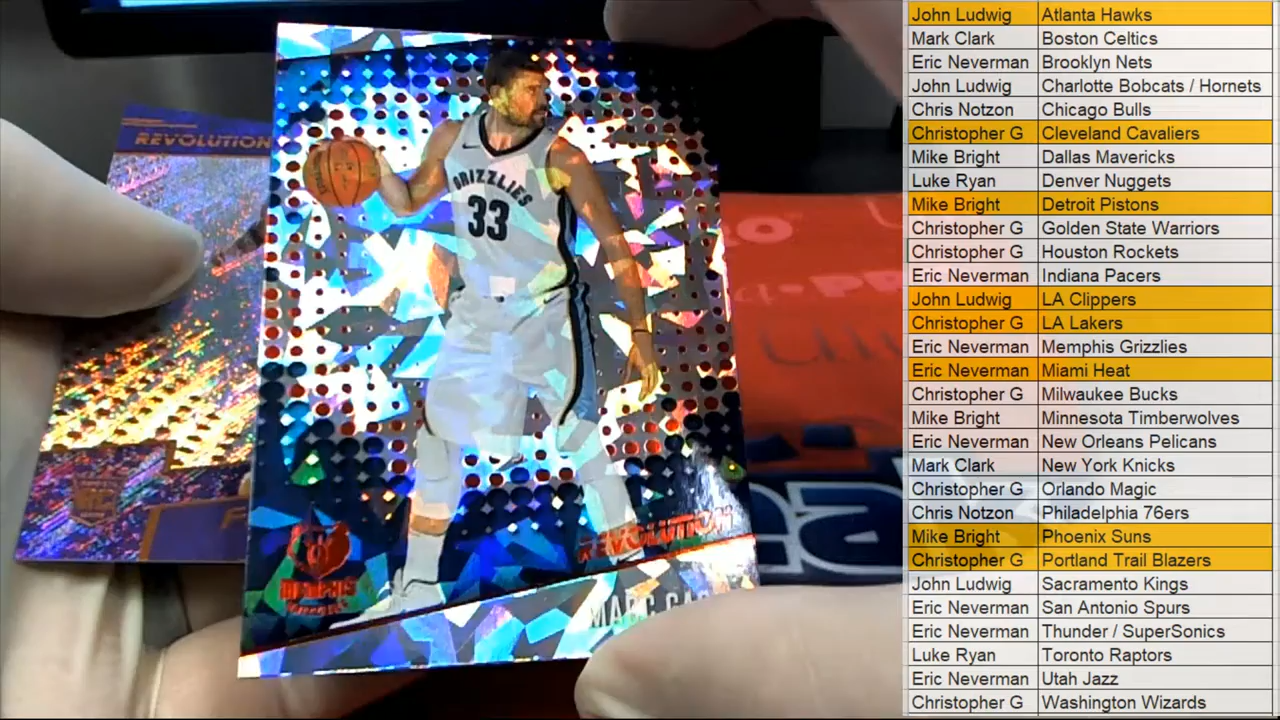 REVOLUTION
GRIZZLIES
33
REVOLUTION
MEMPHIS
MARC GA
John Ludwig Atlanta Hawks
Mark Clark Boston Celtics
Eric Neverman Brooklyn Nets
John Ludwig Charlotte Bobcats / Hornets
Chris Notzon Chicago Bulls
Christopher G Cleveland Cavaliers
Mike Bright Dallas Mavericks
Luke Ryan Denver Nuggets
Mike Bright Detroit Pistons
Christopher G Golden State Warriors
Christopher G Houston Rockets
Eric Neverman Indiana Pacers
John Ludwig LA Clippers
Christopher G LA Lakers
Eric Neverman Memphis Grizzlies
Eric Neverman Miami Heat
Christopher G Milwaukee Bucks
Mike Bright Minnesota Timberwolves
Eric Neverman New Orleans Pelicans
Mark Clark New York Knicks
Christopher G Orlando Magic
Chris Notzon Philadelphia 76ers
Mike Bright Phoenix Suns
Christopher G Portland Trail Blazers
John Ludwig Sacramento Kings
Eric Neverman San Antonio Spurs
Eric Neverman Thunder / SuperSonics
Luke Ryan Toronto Raptors
Eric Neverman Utah Jazz
Christopher G Washington Wizards